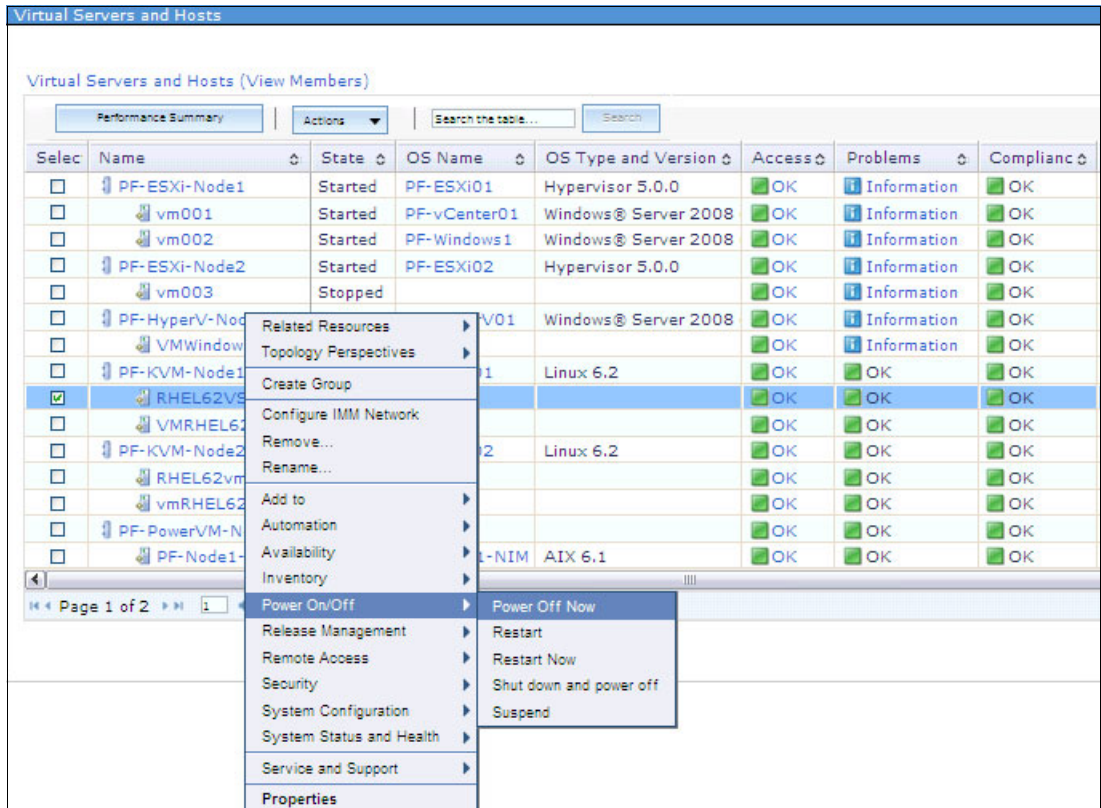 Virtual Servers and Hosts
Virtual Servers and Hosts (View Members)
Performance Summary Actions Search the table... Search
Selec Name State OS Name OS Type and Version Access Problems Complianc
PF-ESXi-Node1 Started PF-ESXi01 Hypervisor 5.0.0 OK Information OK
vm001 Started PF-vCenter01 Windows® Server 2008 OK Information OK
vm002 Started PF-Windows1 Windows® Server 2008 OK Information OK
PF-ESXi-Node2 Started PF-ESXi02 Hypervisor 5.0.0 OK Information OK
vm003 Stopped OK Information OK
PF-HyperV-Nod V01 Windows® Server 2008 OK Information OK
VMWindow OK Information OK
PF-KVM-Node1 1 Linux 6.2 OK OK OK
RHEL62VS OK OK OK
VMRHEL62 OK OK OK
PF-KVM-Node2 2 Linux 6.2 OK OK OK
RHEL62vm OK OK OK
vmRHEL62 OK OK OK
PF-PowerVM-N OK OK OK
PF-Node1- 1-NIM AIX 6.1 OK OK OK
Page 1 of 2 1
Related Resources
Topology Perspectives
Create Group
Configure IMM Network
Remove...
Rename...
Add to
Automation
Availability
Inventory
Power On/Off
Release Management
Remote Access
Security
System Configuration
System Status and Health
Service and Support
Properties
Power Off Now
Restart
Restart Now
Shut down and power off
Suspend